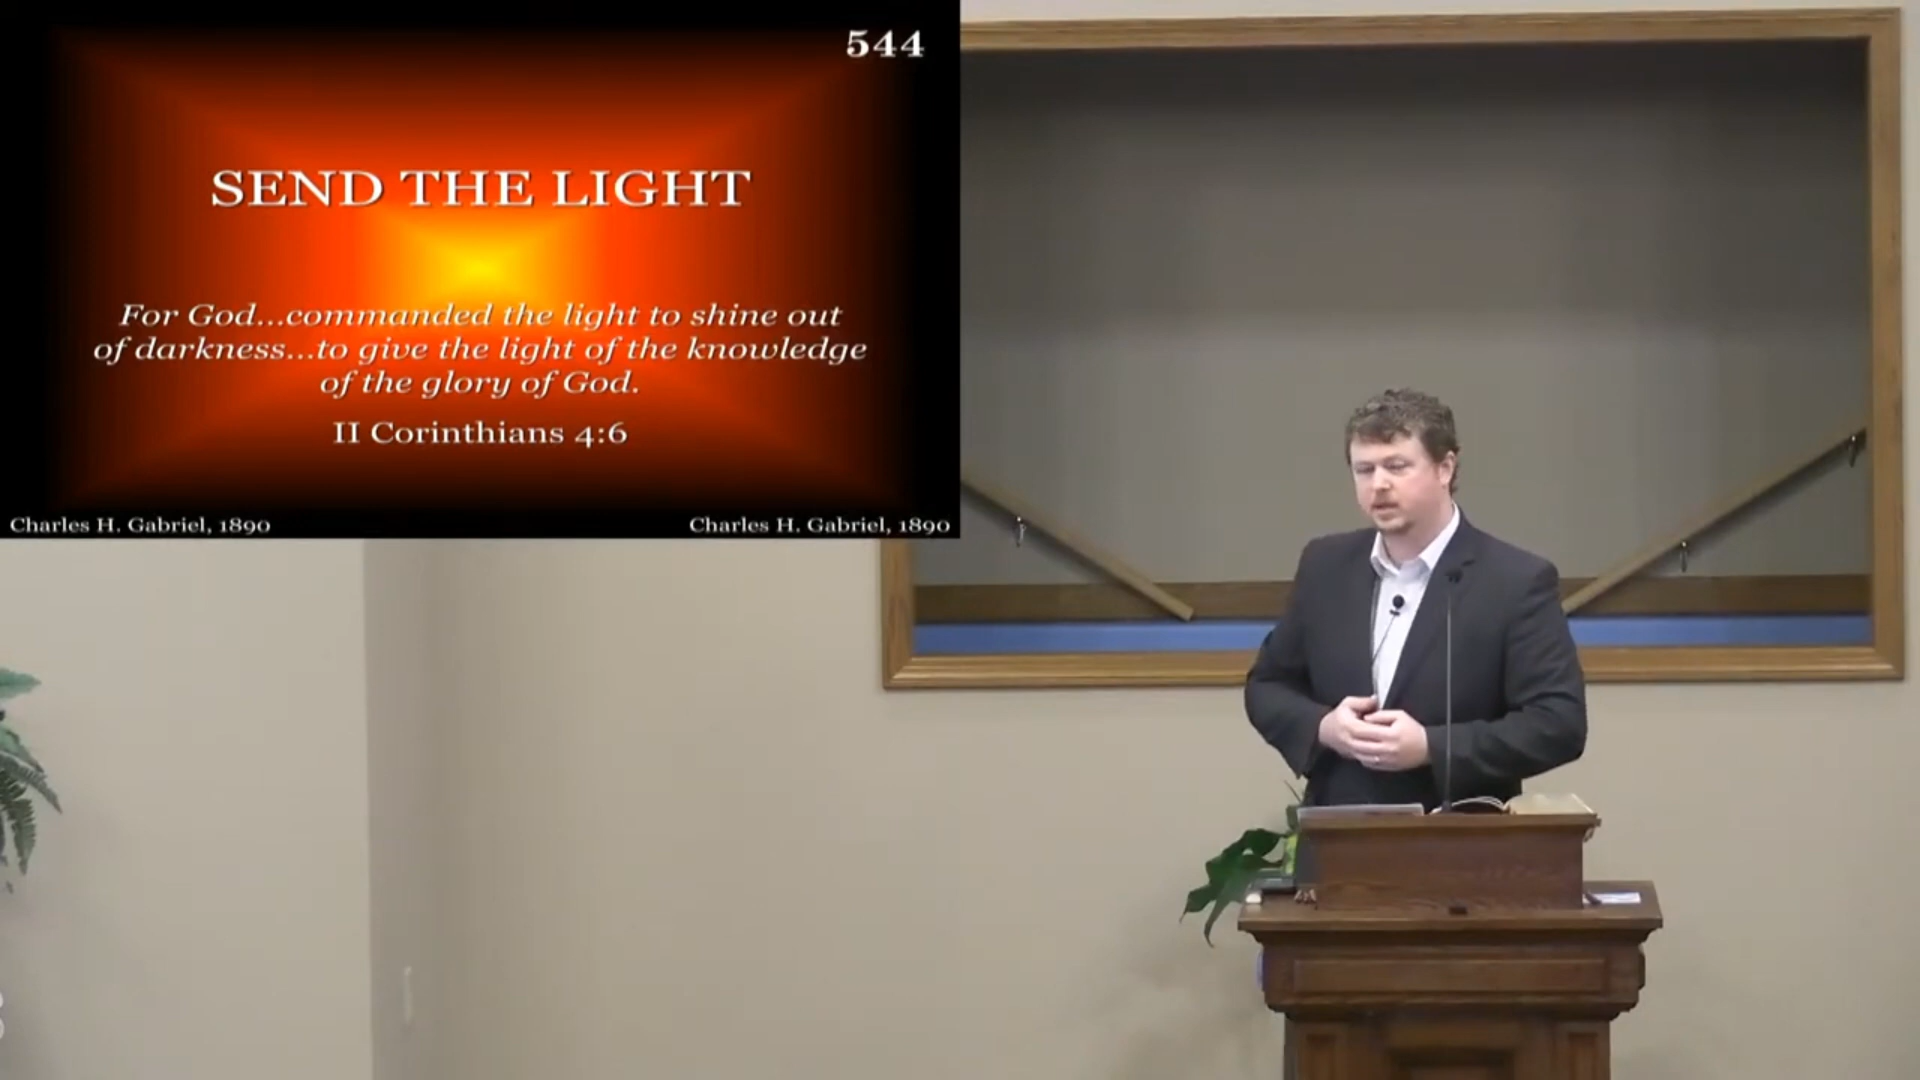 544
SEND THE LIGHT
For God...commanded the light to shine out
of darkness...to give the light of the knowledge
of the glory of God.
II Corinthians 4:6
Charles H. Gabriel, 1890
Charles H. Gabriel, 1890